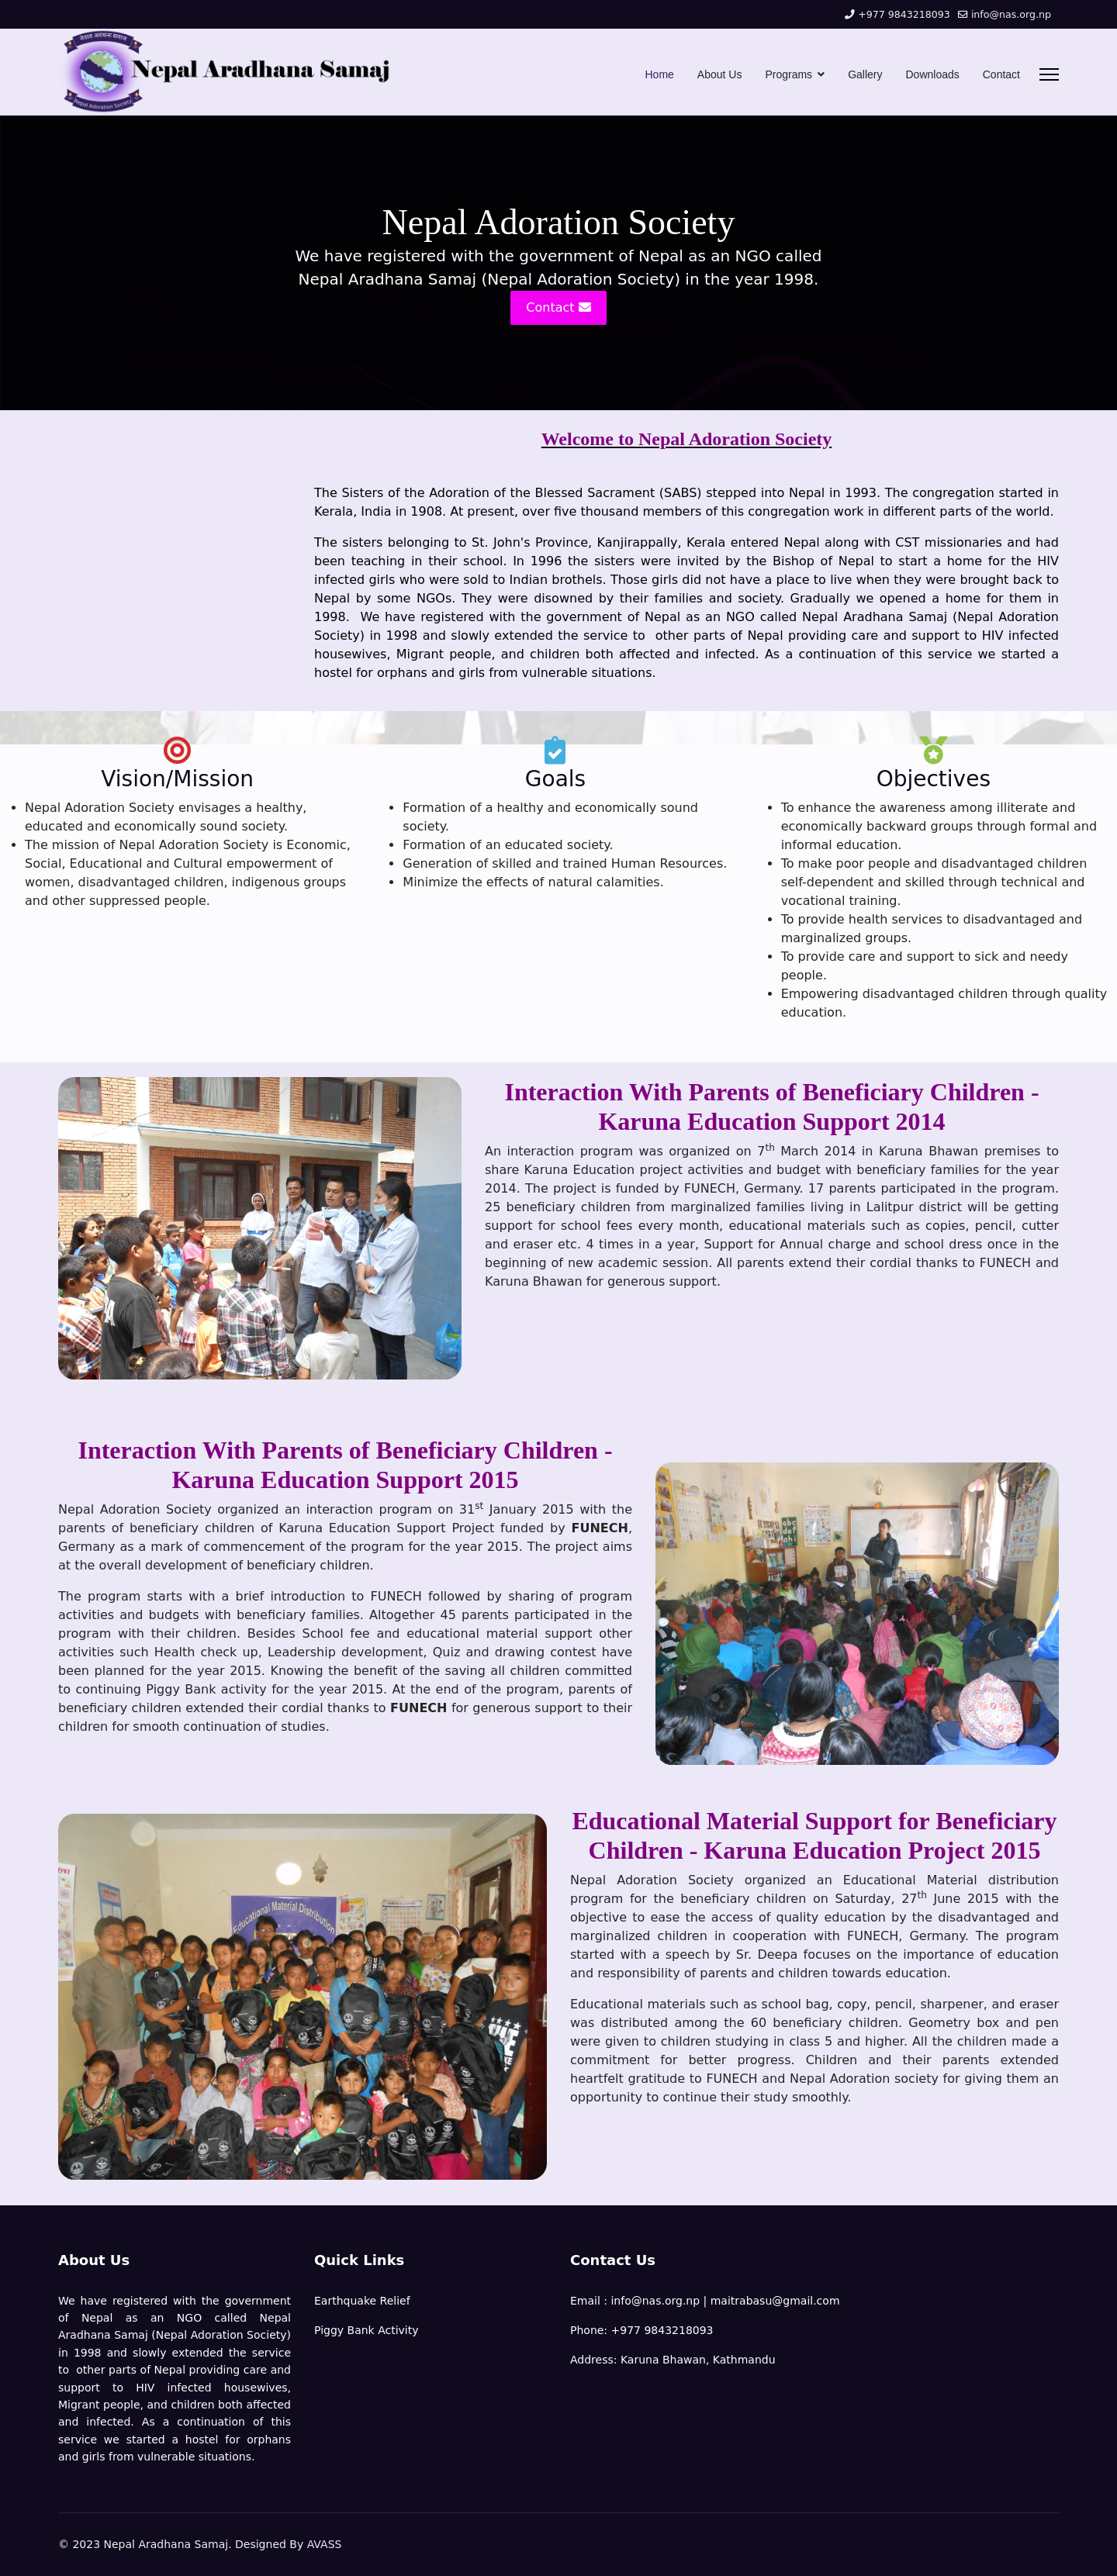 +977 9843218093 info@nas.org.np
नेपाल आराधना समाज
Nepal Aradhana Samaj
Nepal Adoration Society
Home About Us Programs Gallery Downloads Contact
Nepal Adoration Society
We have registered with the government of Nepal as an NGO called
Nepal Aradhana Samaj (Nepal Adoration Society) in the year 1998.
Contact
Welcome to Nepal Adoration Society
The Sisters of the Adoration of the Blessed Sacrament (SABS) stepped into Nepal in 1993. The congregation started in
Kerala, India in 1908. At present, over five thousand members of this congregation work in different parts of the world.
The sisters belonging to St. John's Province, Kanjirappally, Kerala entered Nepal along with CST missionaries and had
been teaching in their school. In 1996 the sisters were invited by the Bishop of Nepal to start a home for the HIV
infected girls who were sold to Indian brothels. Those girls did not have a place to live when they were brought back to
Nepal by some NGOs. They were disowned by their families and society. Gradually we opened a home for them in
1998. We have registered with the government of Nepal as an NGO called Nepal Aradhana Samaj (Nepal Adoration
Society) in 1998 and slowly extended the service to other parts of Nepal providing care and support to HIV infected
housewives, Migrant people, and children both affected and infected. As a continuation of this service we started a
hostel for orphans and girls from vulnerable situations.
Vision/Mission
• Nepal Adoration Society envisages a healthy,
educated and economically sound society.
• The mission of Nepal Adoration Society is Economic,
Social, Educational and Cultural empowerment of
women, disadvantaged children, indigenous groups
and other suppressed people.
Goals
• Formation of a healthy and economically sound
society.
• Formation of an educated society.
• Generation of skilled and trained Human Resources.
• Minimize the effects of natural calamities.
Objectives
• To enhance the awareness among illiterate and
economically backward groups through formal and
informal education.
• To make poor people and disadvantaged children
self-dependent and skilled through technical and
vocational training.
• To provide health services to disadvantaged and
marginalized groups.
• To provide care and support to sick and needy
people.
• Empowering disadvantaged children through quality
education.
Interaction With Parents of Beneficiary Children -
Karuna Education Support 2014
An interaction program was organized on 7th March 2014 in Karuna Bhawan premises to
share Karuna Education project activities and budget with beneficiary families for the year
2014. The project is funded by FUNECH, Germany. 17 parents participated in the program.
25 beneficiary children from marginalized families living in Lalitpur district will be getting
support for school fees every month, educational materials such as copies, pencil, cutter
and eraser etc. 4 times in a year, Support for Annual charge and school dress once in the
beginning of new academic session. All parents extend their cordial thanks to FUNECH and
Karuna Bhawan for generous support.
Interaction With Parents of Beneficiary Children -
Karuna Education Support 2015
Nepal Adoration Society organized an interaction program on 31st January 2015 with the
parents of beneficiary children of Karuna Education Support Project funded by FUNECH,
Germany as a mark of commencement of the program for the year 2015. The project aims
at the overall development of beneficiary children.
The program starts with a brief introduction to FUNECH followed by sharing of program
activities and budgets with beneficiary families. Altogether 45 parents participated in the
program with their children. Besides School fee and educational material support other
activities such Health check up, Leadership development, Quiz and drawing contest have
been planned for the year 2015. Knowing the benefit of the saving all children committed
to continuing Piggy Bank activity for the year 2015. At the end of the program, parents of
beneficiary children extended their cordial thanks to FUNECH for generous support to their
children for smooth continuation of studies.
Educational Material Distribution
Educational Material Support for Beneficiary
Children - Karuna Education Project 2015
Nepal Adoration Society organized an Educational Material distribution
program for the beneficiary children on Saturday, 27th June 2015 with the
objective to ease the access of quality education by the disadvantaged and
marginalized children in cooperation with FUNECH, Germany. The program
started with a speech by Sr. Deepa focuses on the importance of education
and responsibility of parents and children towards education.
Educational materials such as school bag, copy, pencil, sharpener, and eraser
was distributed among the 60 beneficiary children. Geometry box and pen
were given to children studying in class 5 and higher. All the children made a
commitment for better progress. Children and their parents extended
heartfelt gratitude to FUNECH and Nepal Adoration society for giving them an
opportunity to continue their study smoothly.
About Us
We have registered with the government
of Nepal as an NGO called Nepal
Aradhana Samaj (Nepal Adoration Society)
in 1998 and slowly extended the service
to other parts of Nepal providing care and
support to HIV infected housewives,
Migrant people, and children both affected
and infected. As a continuation of this
service we started a hostel for orphans
and girls from vulnerable situations.
Quick Links
Earthquake Relief
Piggy Bank Activity
Contact Us
Email : info@nas.org.np | maitrabasu@gmail.com
Phone: +977 9843218093
Address: Karuna Bhawan, Kathmandu
© 2023 Nepal Aradhana Samaj. Designed By AVASS